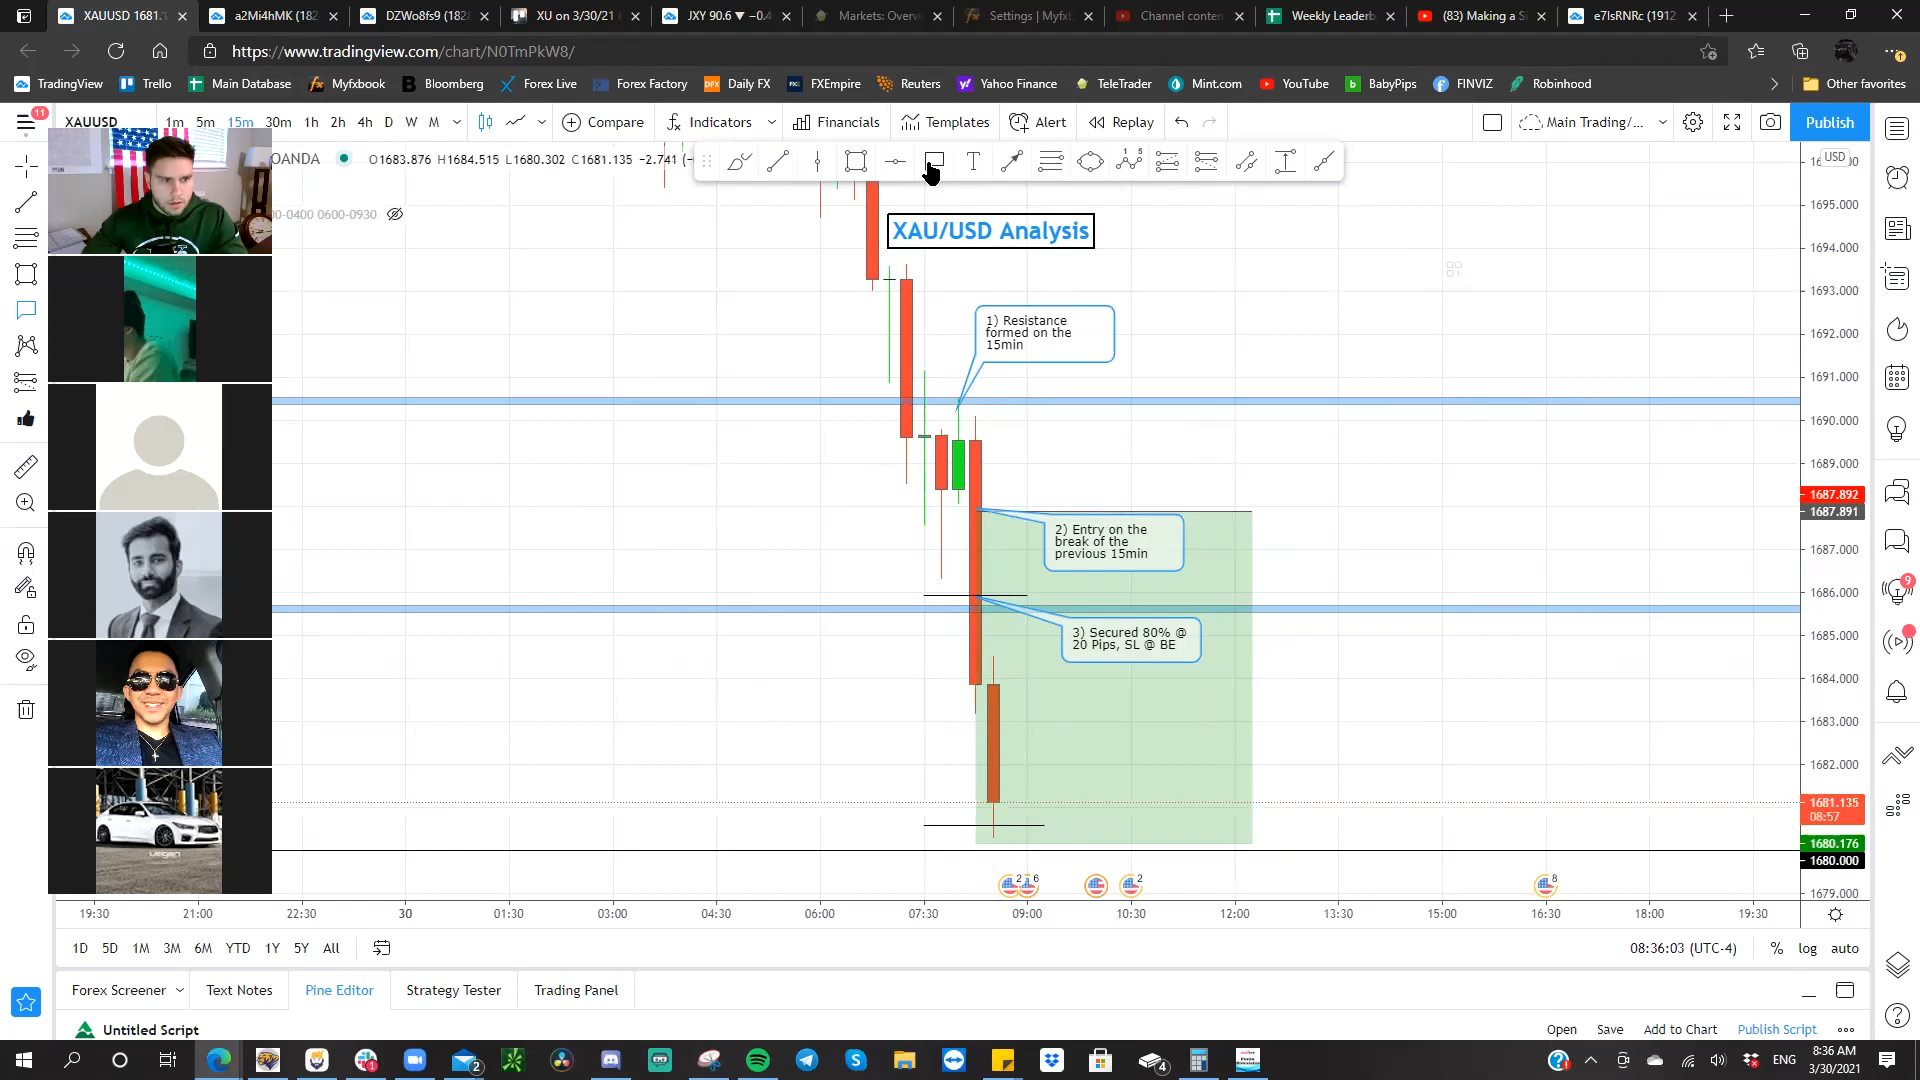 XAUUSD 1681.
a2Mi4hMK (182
DZWo8fs9 (182
XU on 3/30/21
JXY 90.6 ▼ −0.4
Markets: Overv
Settings | Myfx
Channel conten
Weekly Leaderb
(83) Making a S
e7IsRNRc (1912
https://www.tradingview.com/chart/N0TmPkW8/
TradingView
Trello
Main Database
Myfxbook
Bloomberg
Forex Live
Forex Factory
Daily FX
FXEmpire
Reuters
Yahoo Finance
TeleTrader
Mint.com
YouTube
BabyPips
FINVIZ
Robinhood
Other favorites
11
XAUUSD
1m 5m 15m 30m 1h 2h 4h D W M
Compare
Indicators
Financials
Templates
Alert
Replay
Main Trading/...
Publish
OANDA
O1683.876 H1684.515 L1680.302 C1681.135 −2.741
USD
00-0400 0600-0930
XAU/USD Analysis
1) Resistance
formed on the
15min
2) Entry on the
break of the
previous 15min
3) Secured 80% @
20 Pips, SL @ BE
1695.000
1694.000
1693.000
1692.000
1691.000
1690.000
1689.000
1687.892
1687.891
1687.000
1686.000
1685.000
1684.000
1683.000
1682.000
1681.135
08:57
1680.176
1680.000
1679.000
9
2 6 2 8
19:30 21:00 22:30 30 01:30 03:00 04:30 06:00 07:30 09:00 10:30 12:00 13:30 15:00 16:30 18:00 19:30
1D 5D 1M 3M 6M YTD 1Y 5Y All
08:36:03 (UTC-4) % log auto
Forex Screener
Text Notes
Pine Editor
Strategy Tester
Trading Panel
Untitled Script
Open
Save
Add to Chart
Publish Script
ENG
8:36 AM
3/30/2021